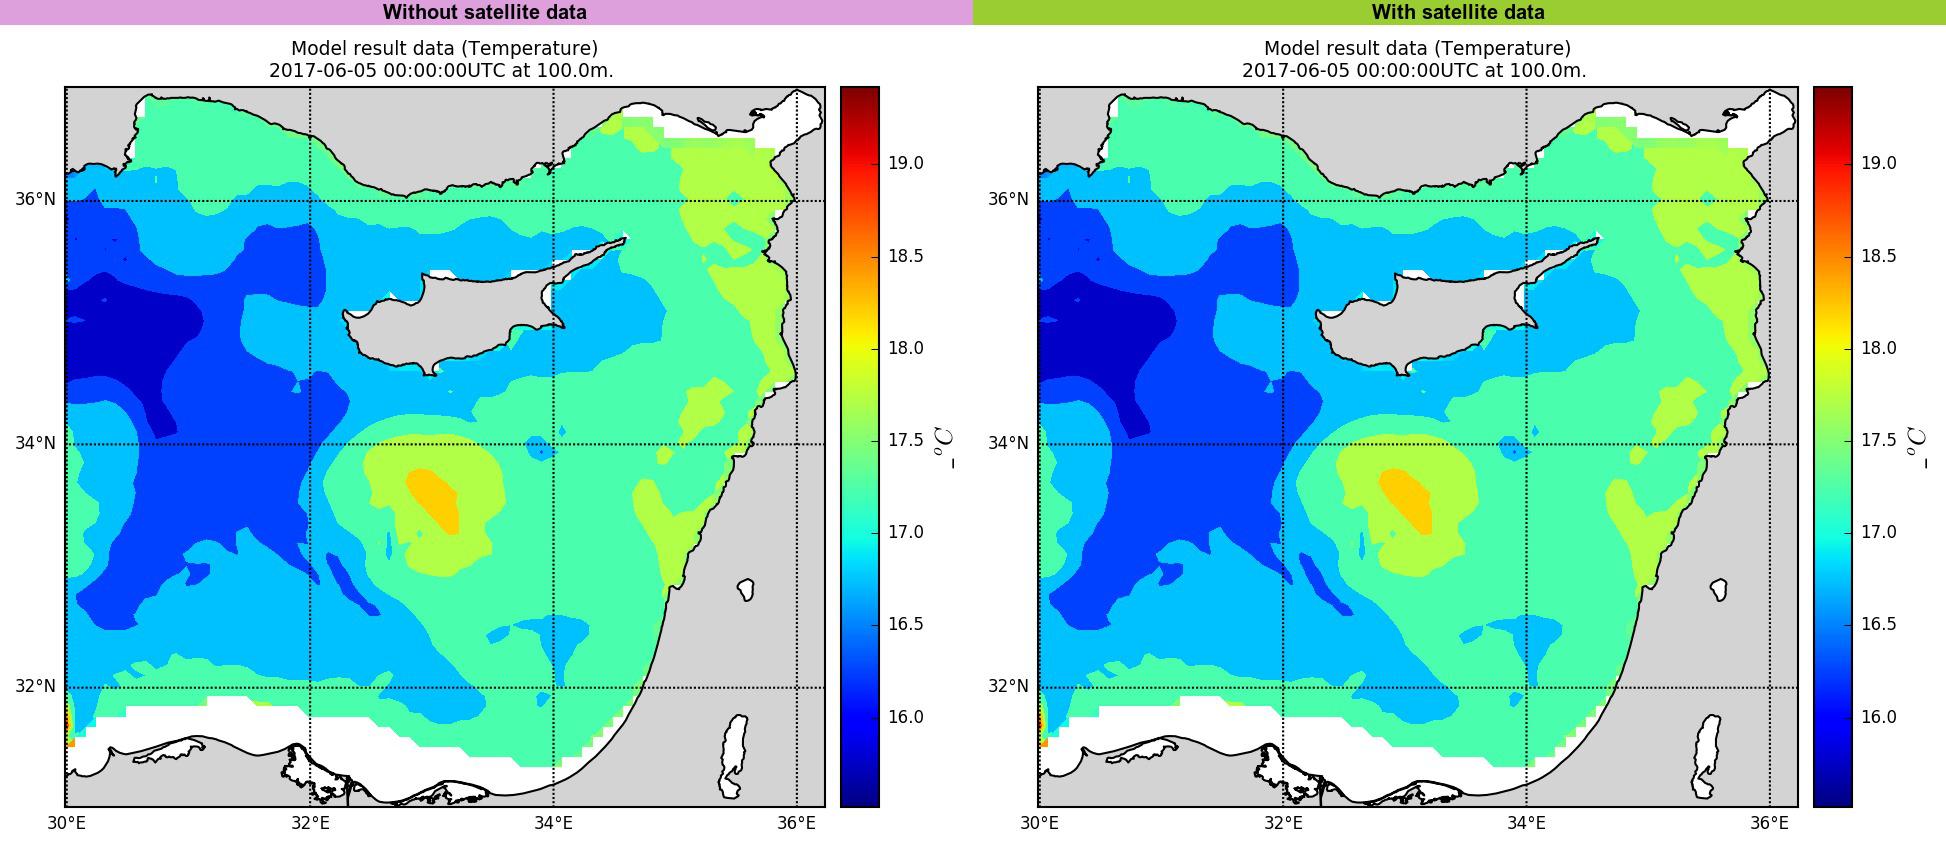 Without satellite data
With satellite data
Model result data (Temperature)
2017-06-05 00:00:00UTC at 100.0m.
36°N
34°N
32°N
30°E
32°E
34°E
36°E
19.0
18.5
18.0
17.5
17.0
16.5
16.0
_°C
Model result data (Temperature)
2017-06-05 00:00:00UTC at 100.0m.
36°N
34°N
32°N
30°E
32°E
34°E
36°E
19.0
18.5
18.0
17.5
17.0
16.5
16.0
_°C